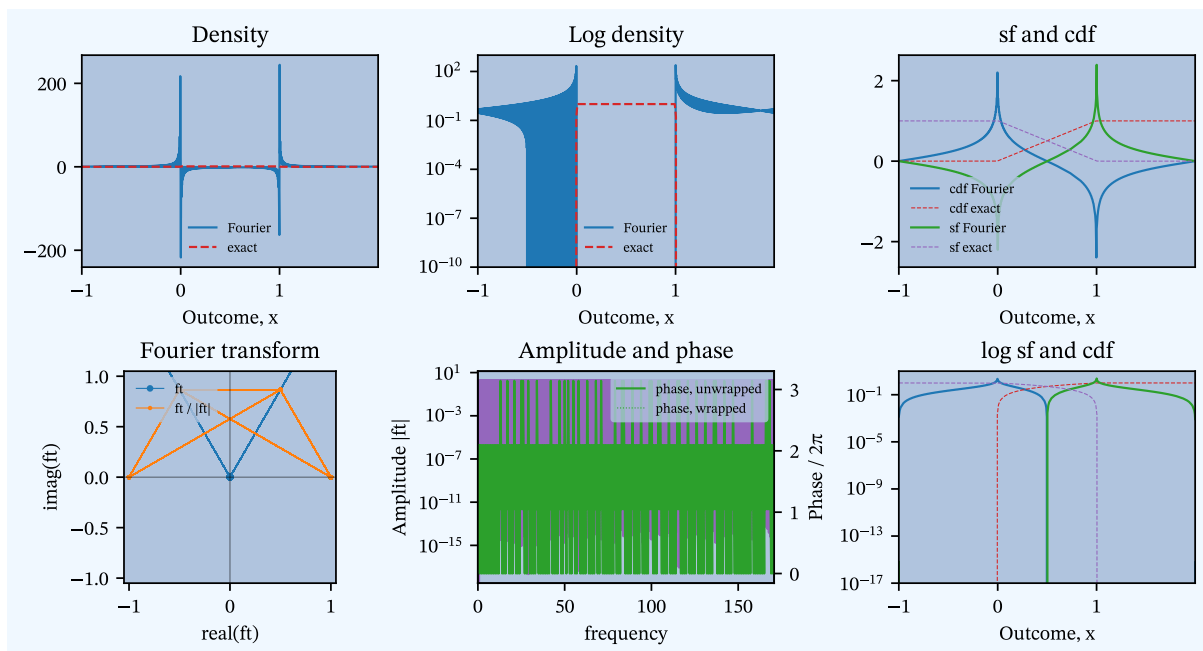 Density
Log density
sf and cdf
200
0
−200
Fourier
exact
−1
0
1
Outcome, x
10²
10⁻¹
10⁻⁴
10⁻⁷
10⁻¹⁰
Fourier
exact
−1
0
1
Outcome, x
2
0
−2
cdf Fourier
cdf exact
sf Fourier
sf exact
−1
0
1
Outcome, x
Fourier transform
Amplitude and phase
log sf and cdf
imag(ft)
1.0
0.5
0.0
−0.5
−1.0
ft
ft / |ft|
−1
0
1
real(ft)
Amplitude |ft|
10¹
10⁻³
10⁻⁷
10⁻¹¹
10⁻¹⁵
phase, unwrapped
phase, wrapped
3
2
1
0
Phase / 2π
0
50
100
150
frequency
10⁻¹
10⁻⁵
10⁻⁹
10⁻¹³
10⁻¹⁷
−1
0
1
Outcome, x